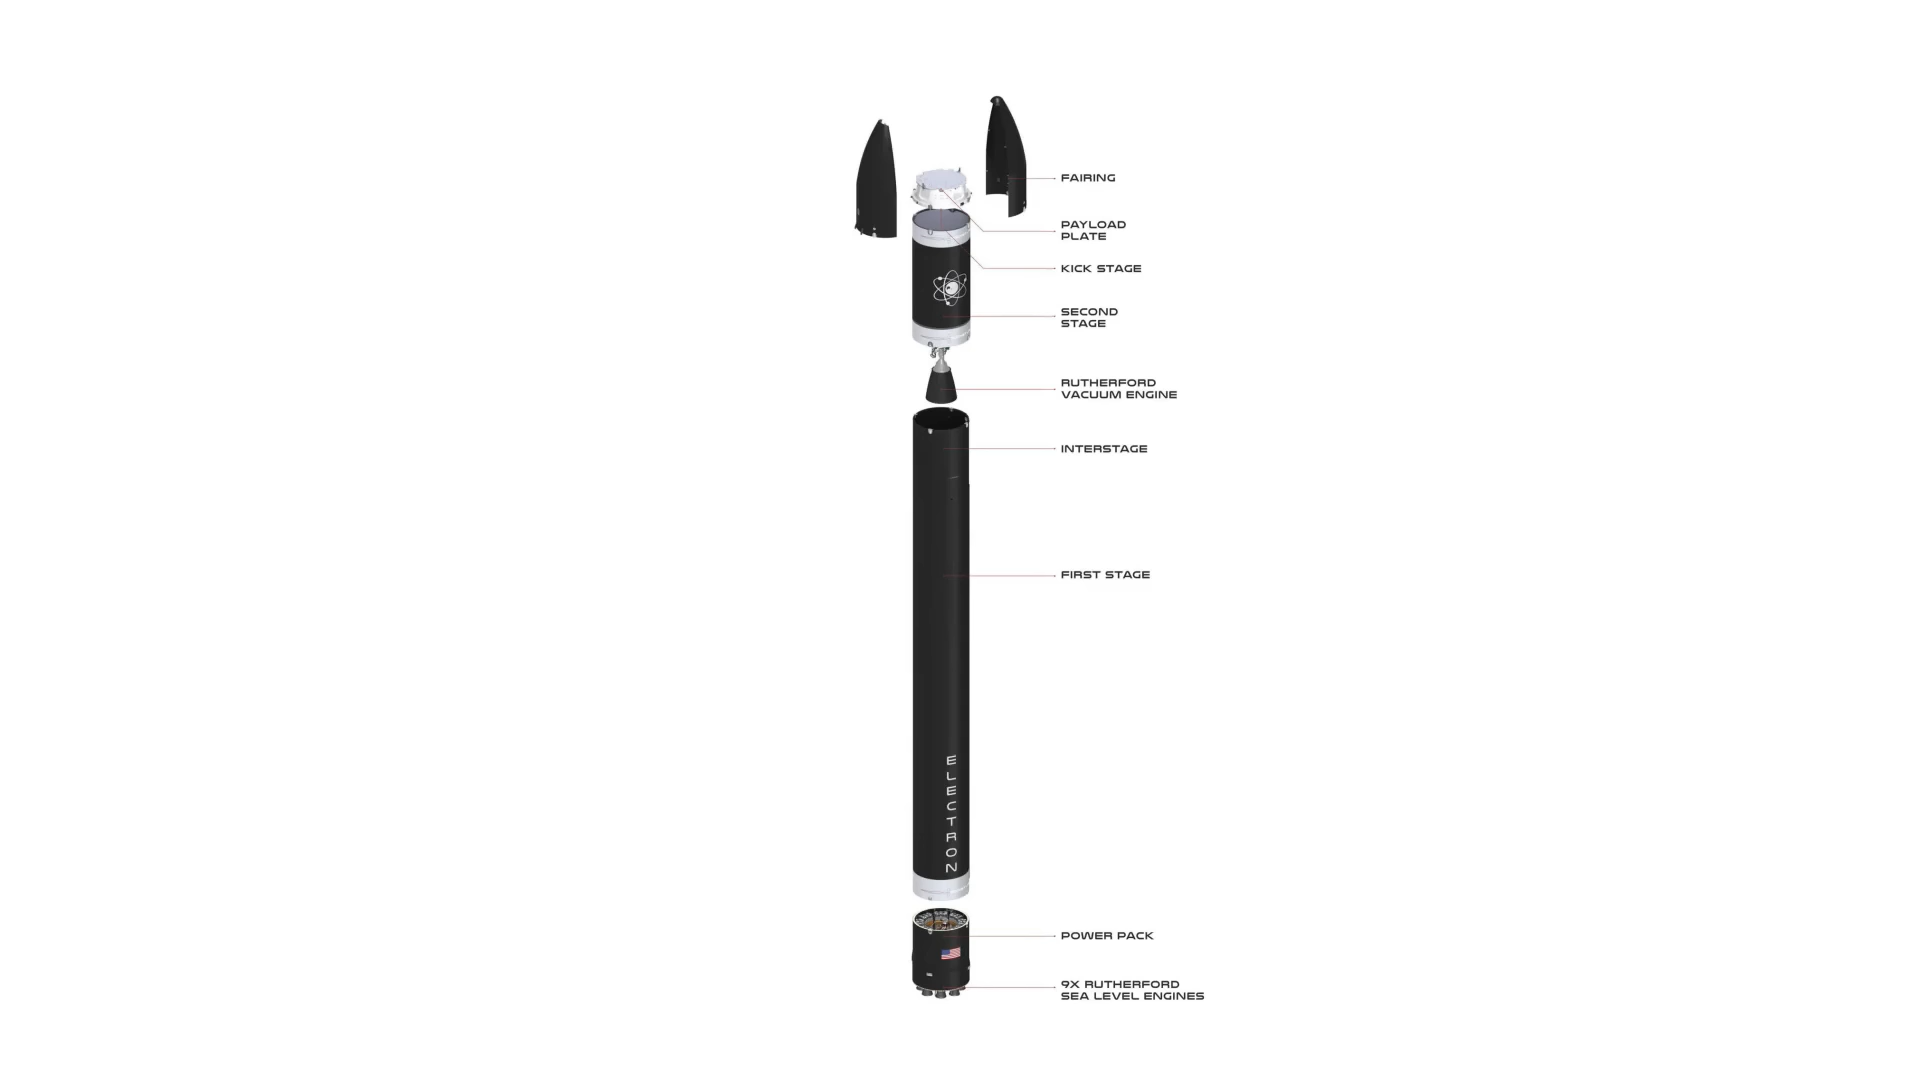 FAIRING
PAYLOAD
PLATE
KICK STAGE
SECOND
STAGE
RUTHERFORD
VACUUM ENGINE
INTERSTAGE
FIRST STAGE
ELECTRON
POWER PACK
9X RUTHERFORD
SEA LEVEL ENGINES